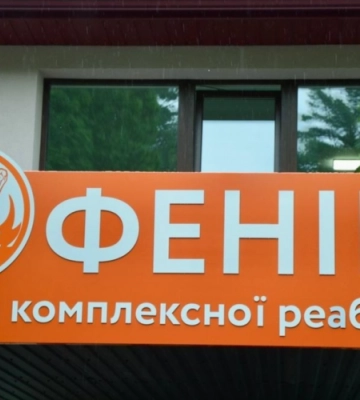 ФЕНІ
комплексної реаб